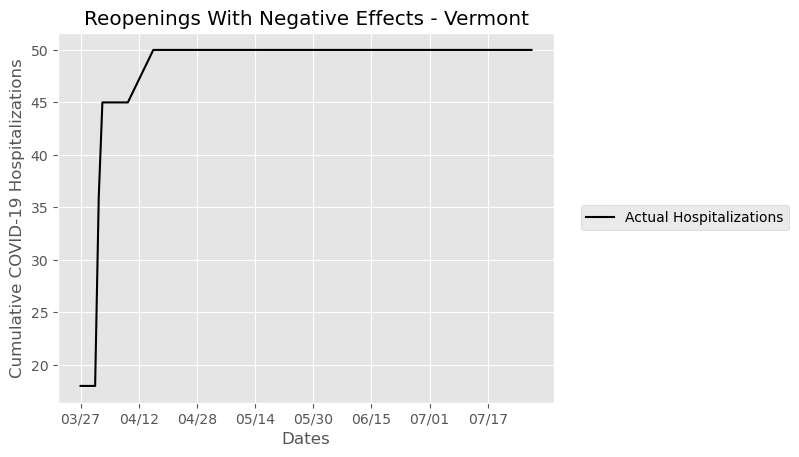 Reopenings With Negative Effects - Vermont
Cumulative COVID-19 Hospitalizations
50
45
40
35
30
25
20
03/27 04/12 04/28 05/14 05/30 06/15 07/01 07/17
Dates
Actual Hospitalizations